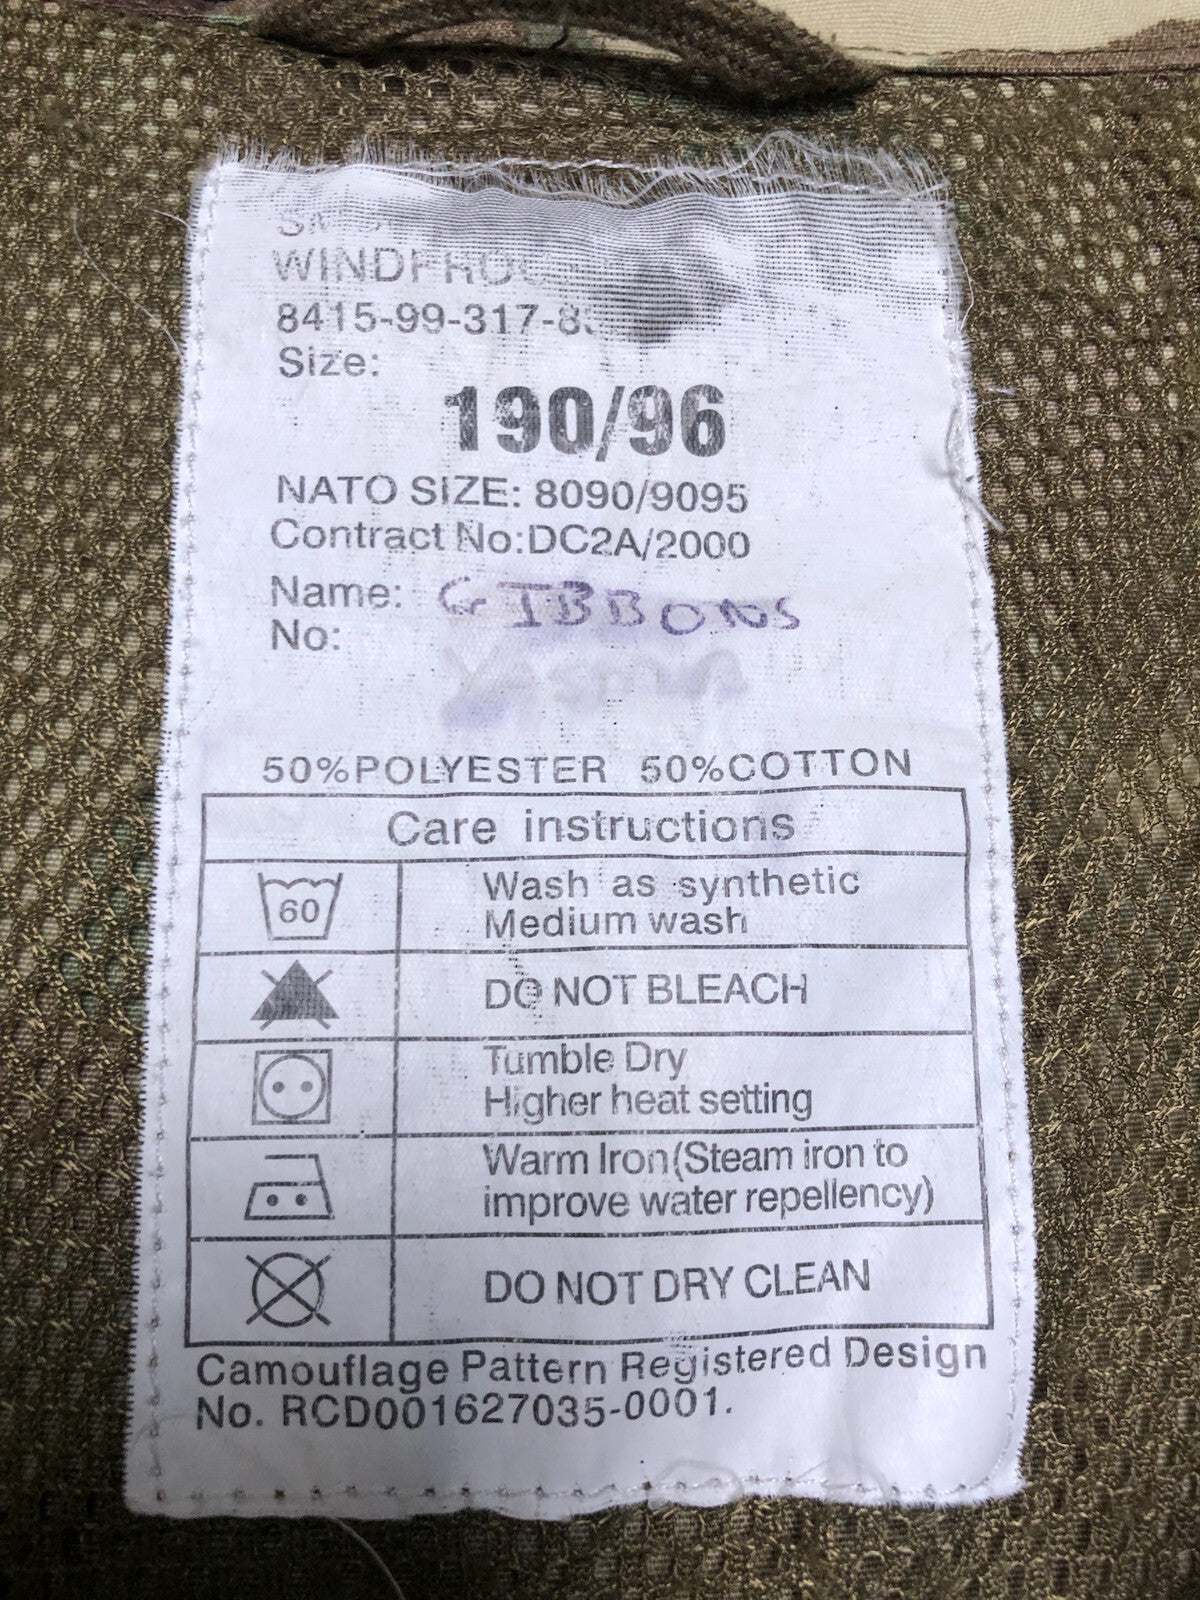 8415-99-317-8
Size:
190/96
NATO SIZE: 8090/9095
Contract No:DC2A/2000
Name: GIBBONS
No:
50%POLYESTER 50%COTTON
Care instructions
60
Wash as synthetic
Medium wash
DO NOT BLEACH
Tumble Dry
Higher heat setting
Warm Iron(Steam iron to
improve water repellency)
DO NOT DRY CLEAN
Camouflage Pattern Registered Design
No. RCD001627035-0001.